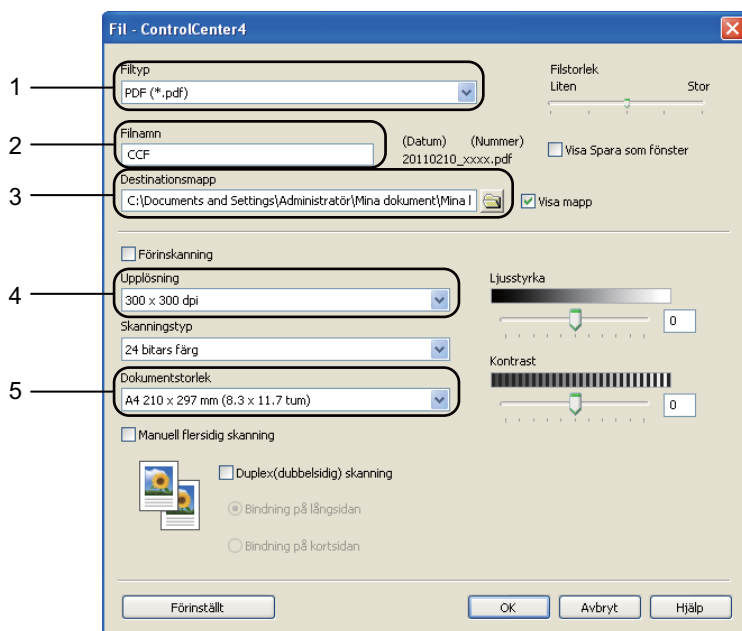 Fil - ControlCenter4
1
Filtyp
PDF (*.pdf)
Filstorlek
Liten Stor
2
Filnamn
CCF
(Datum) (Nummer)
20110210_xxxx.pdf
Visa Spara som fönster
3
Destinationsmapp
C:\Documents and Settings\Administratör\Mina dokument\Mina l
Visa mapp
Förinskanning
4
Upplösning
300 x 300 dpi
Ljusstyrka
0
Skanningstyp
24 bitars färg
Kontrast
0
5
Dokumentstorlek
A4 210 x 297 mm (8.3 x 11.7 tum)
Manuell flersidig skanning
Duplex(dubbelsidig) skanning
Bindning på långsidan
Bindning på kortsidan
Förinställt
OK
Avbryt
Hjälp